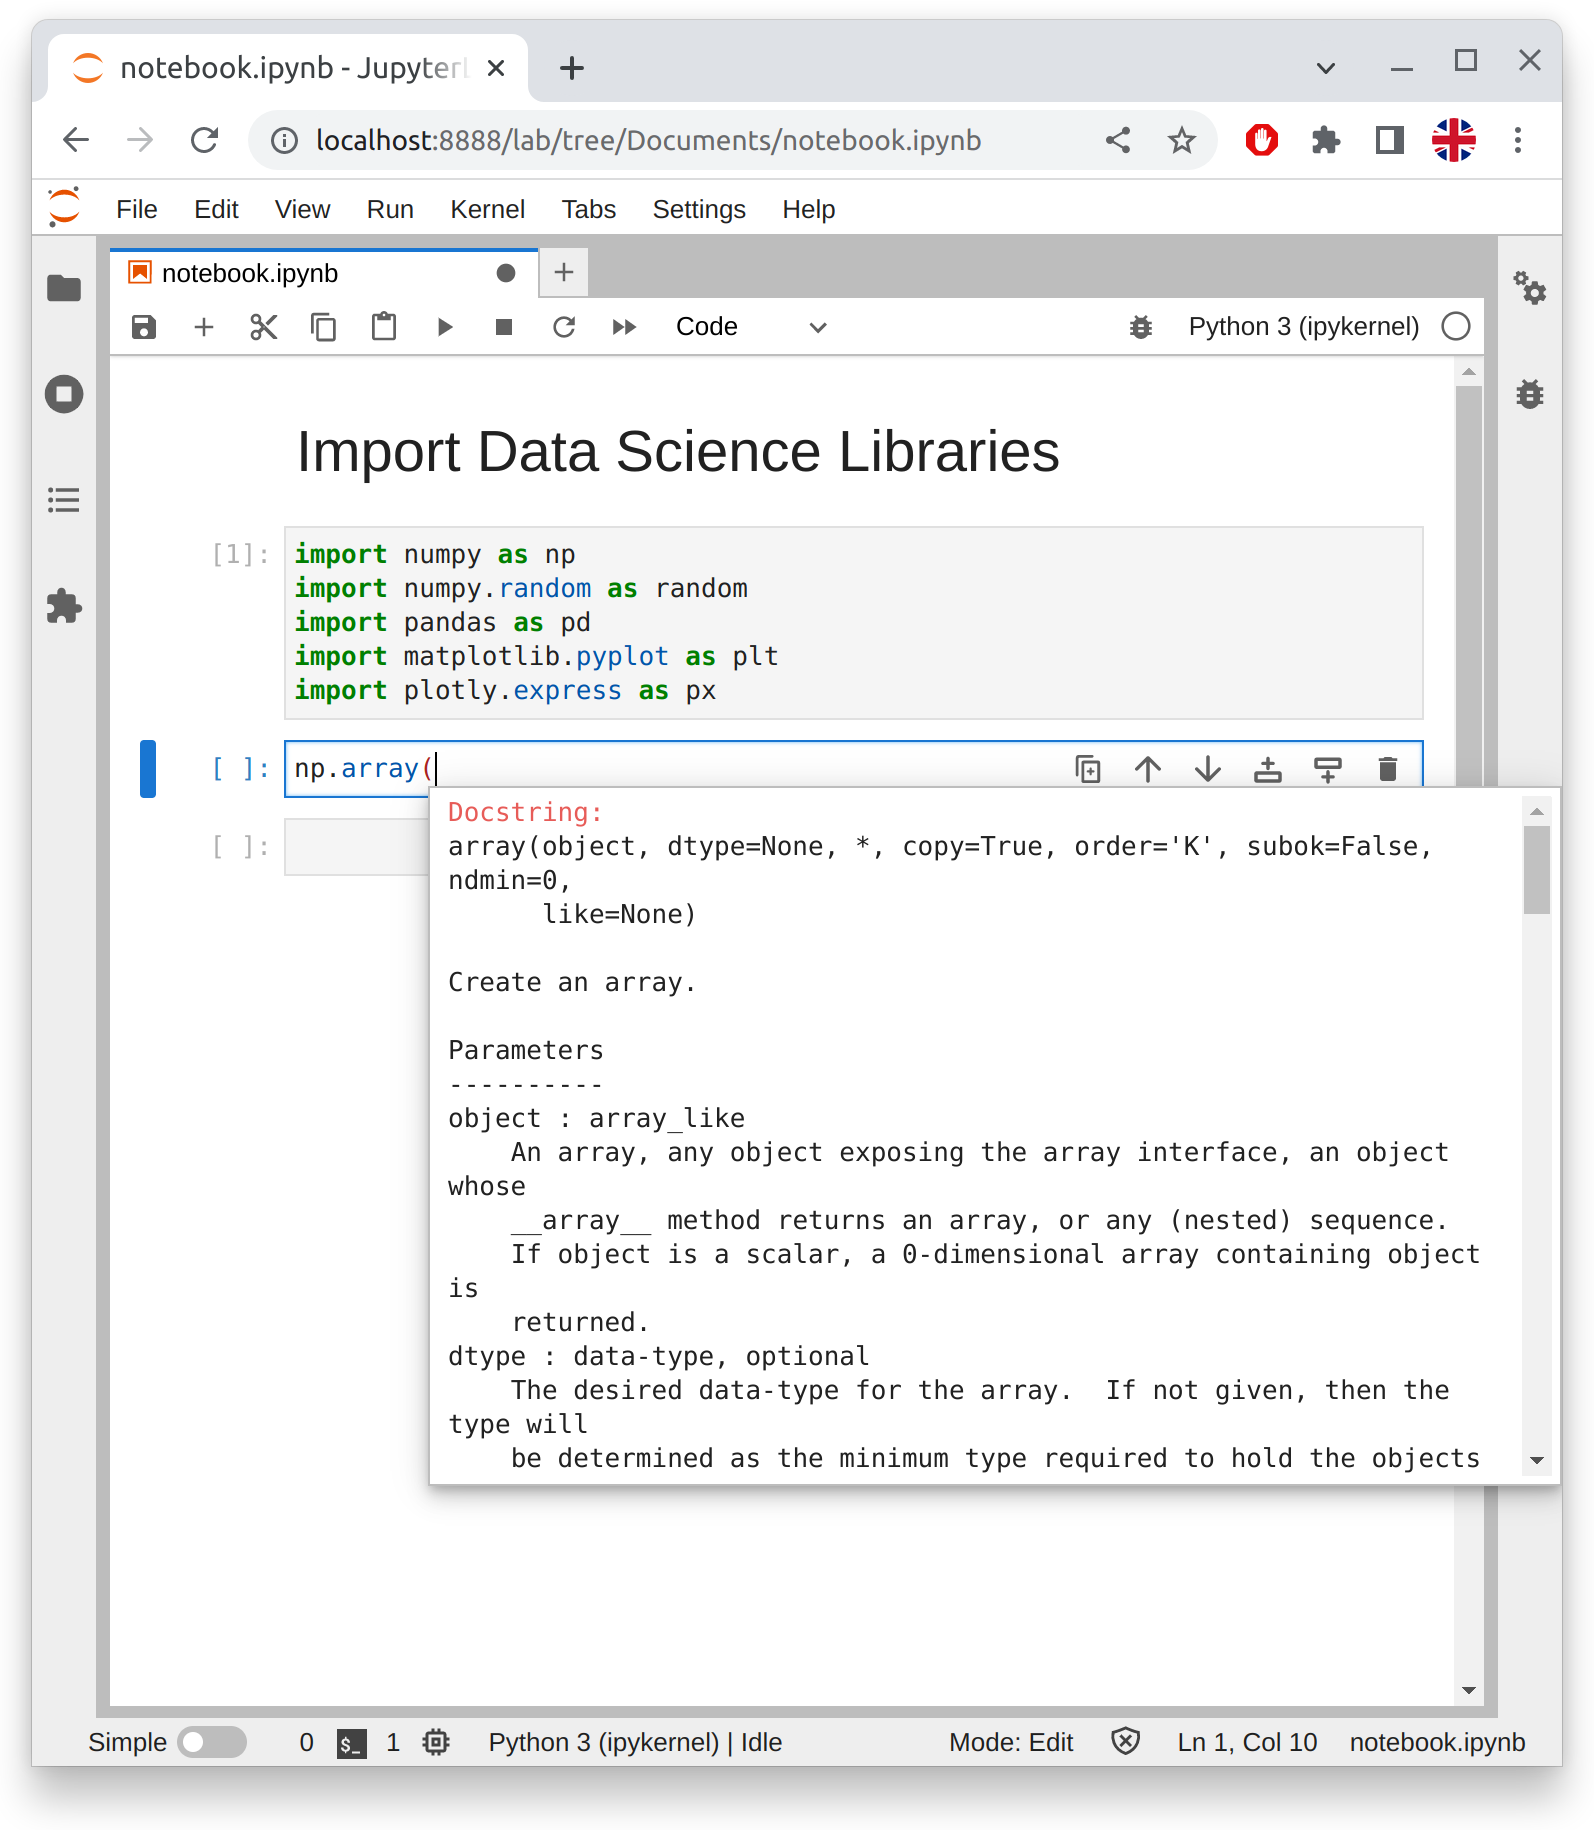 notebook.ipynb - Jupyter
localhost:8888/lab/tree/Documents/notebook.ipynb
File Edit View Run Kernel Tabs Settings Help
notebook.ipynb
Code Python 3 (ipykernel)
Import Data Science Libraries
[1]: import numpy as np
import numpy.random as random
import pandas as pd
import matplotlib.pyplot as plt
import plotly.express as px
[ ]: np.array(
[ ]:
Docstring:
array(object, dtype=None, *, copy=True, order='K', subok=False,
ndmin=0,
like=None)
Create an array.
Parameters
----------
object : array_like
An array, any object exposing the array interface, an object
whose
__array__ method returns an array, or any (nested) sequence.
If object is a scalar, a 0-dimensional array containing object
is
returned.
dtype : data-type, optional
The desired data-type for the array.  If not given, then the
type will
be determined as the minimum type required to hold the objects
Simple 0 $_ 1 Python 3 (ipykernel) | Idle Mode: Edit Ln 1, Col 10 notebook.ipynb